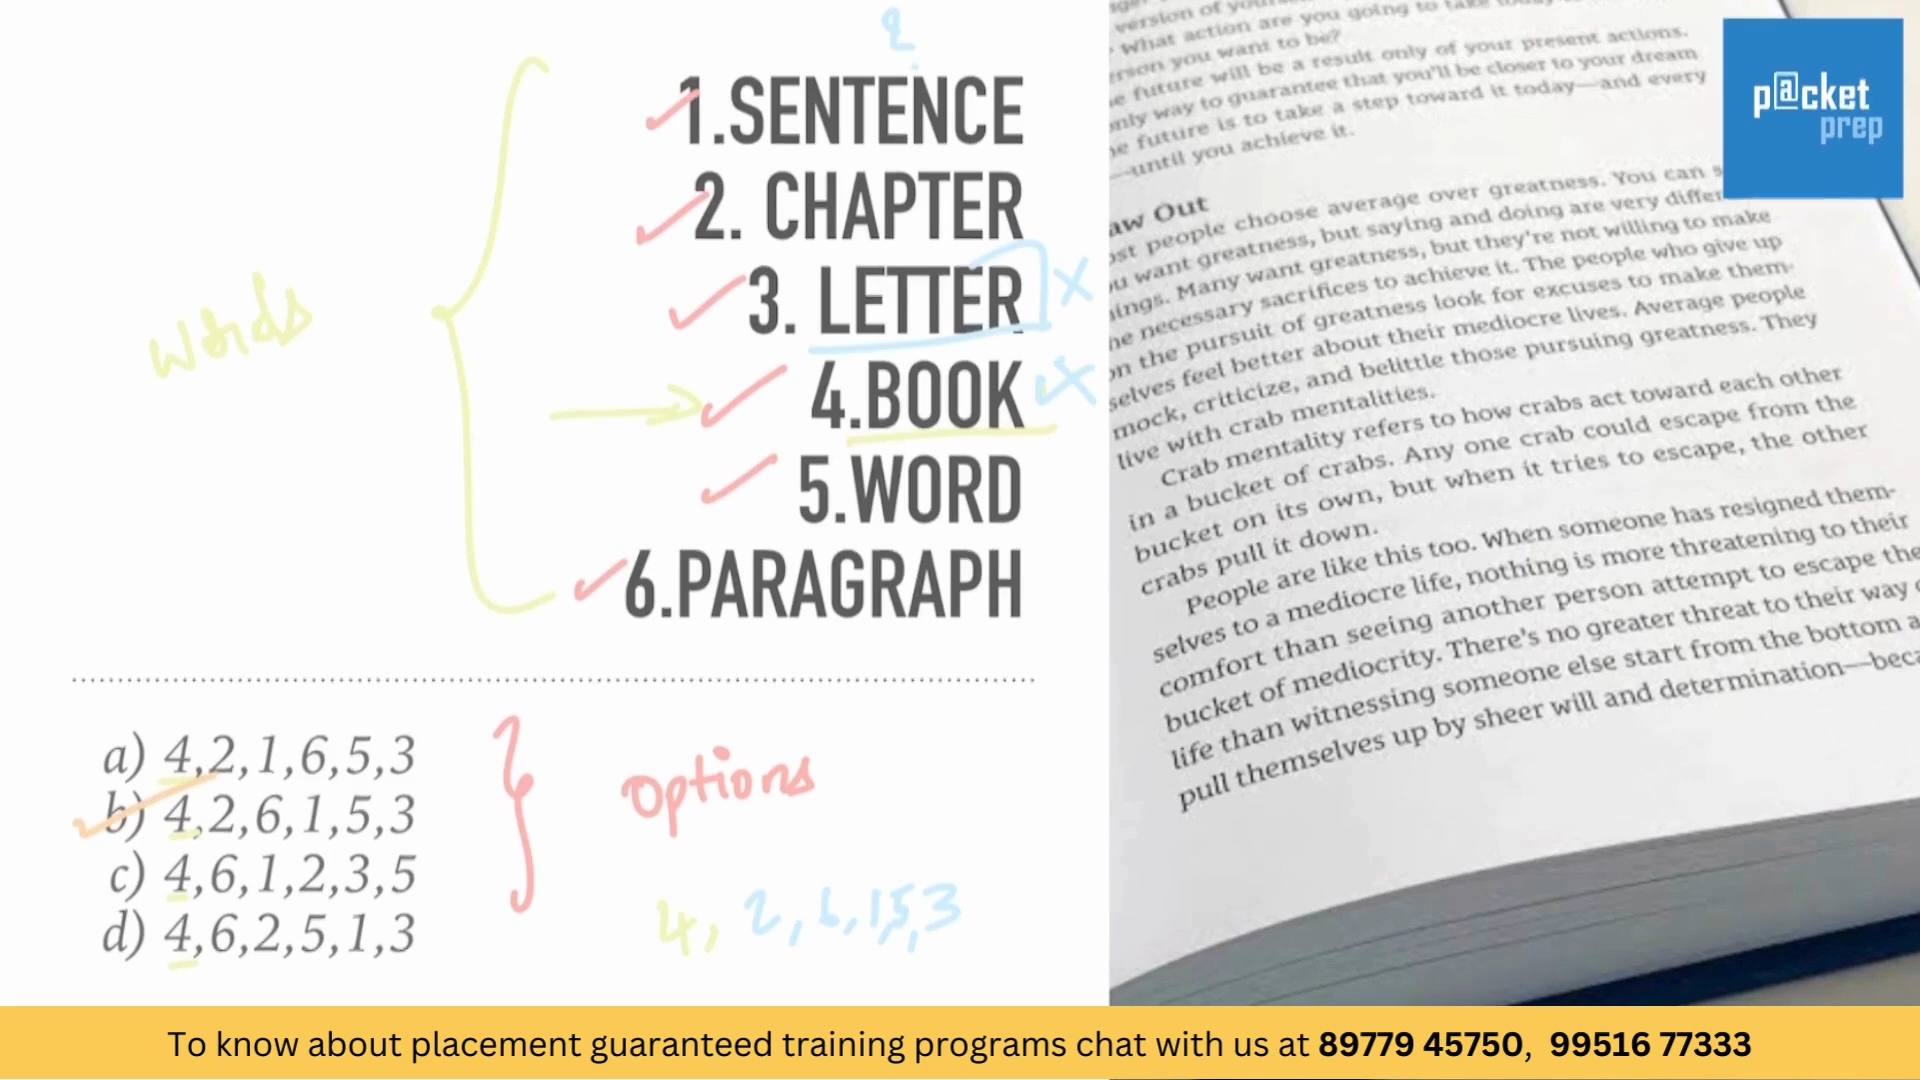 2
1.SENTENCE
2. CHAPTER
3. LETTER
4.BOOK
5.WORD
6.PARAGRAPH
words
a) 4,2,1,6,5,3
b) 4,2,6,1,5,3
c) 4,6,1,2,3,5
d) 4,6,2,5,1,3
options
4, 2, 6, 1,5,3
version of your
What action are you going to take today
person you want to be?
future will be a result only of your present actions.
only way to guarantee that you'll be closer to your dream
future is to take a step toward it today—and every
—until you achieve it.
aw Out
ost people choose average over greatness. You can s
u want greatness, but saying and doing are very differ
ings. Many want greatness, but they're not willing to make
he necessary sacrifices to achieve it. The people who give up
on the pursuit of greatness look for excuses to make them-
selves feel better about their mediocre lives. Average people
mock, criticize, and belittle those pursuing greatness. They
live with crab mentalities.
Crab mentality refers to how crabs act toward each other
in a bucket of crabs. Any one crab could escape from the
bucket on its own, but when it tries to escape, the other
crabs pull it down.
People are like this too. When someone has resigned them-
selves to a mediocre life, nothing is more threatening to their
comfort than seeing another person attempt to escape the
bucket of mediocrity. There's no greater threat to their way
life than witnessing someone else start from the bottom a
pull themselves up by sheer will and determination—beca
p@cket
prep
To know about placement guaranteed training programs chat with us at 89779 45750, 99516 77333